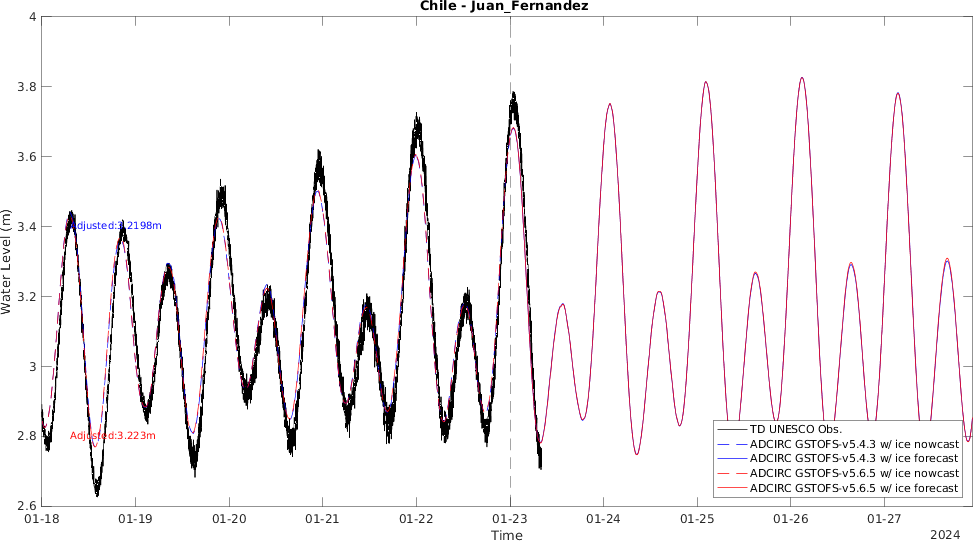 Chile - Juan_Fernandez
Water Level (m)
4
3.8
3.6
3.4
3.2
3
2.8
2.6
Adjusted:3.2198m
Adjusted:3.223m
TD UNESCO Obs.
ADCIRC GSTOFS-v5.4.3 w/ ice nowcast
ADCIRC GSTOFS-v5.4.3 w/ ice forecast
ADCIRC GSTOFS-v5.6.5 w/ ice nowcast
ADCIRC GSTOFS-v5.6.5 w/ ice forecast
01-18 01-19 01-20 01-21 01-22 01-23 01-24 01-25 01-26 01-27
Time
2024